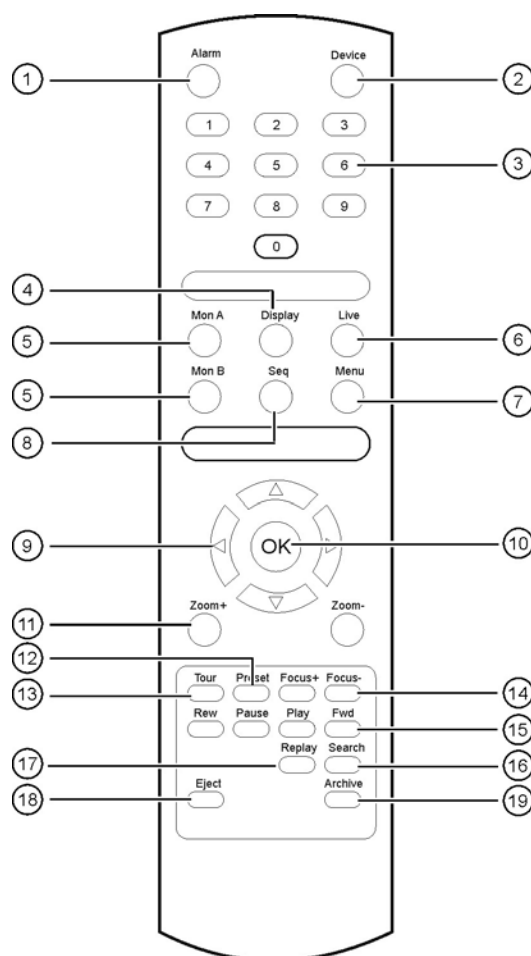 Alarm Device
1 2
1 2 3
4 5 6 3
7 8 9
0
4
Mon A Display Live
5 6
Mon B Seq Menu
5 7
8
9 OK 10
Zoom+ Zoom-
11
12
Tour Preset Focus+ Focus-
13 14
Rew Pause Play Fwd
15
Replay Search
17 16
Eject Archive
18 19